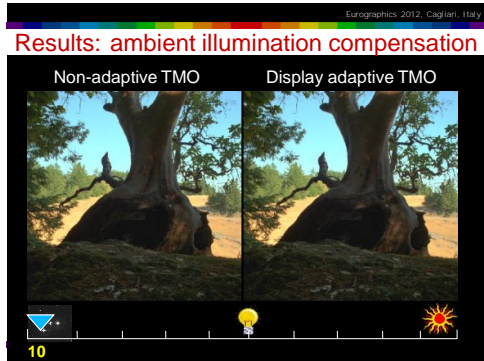 Eurographics 2012, Cagliari, Italy
Results: ambient illumination compensation
Non-adaptive TMO
Display adaptive TMO
10